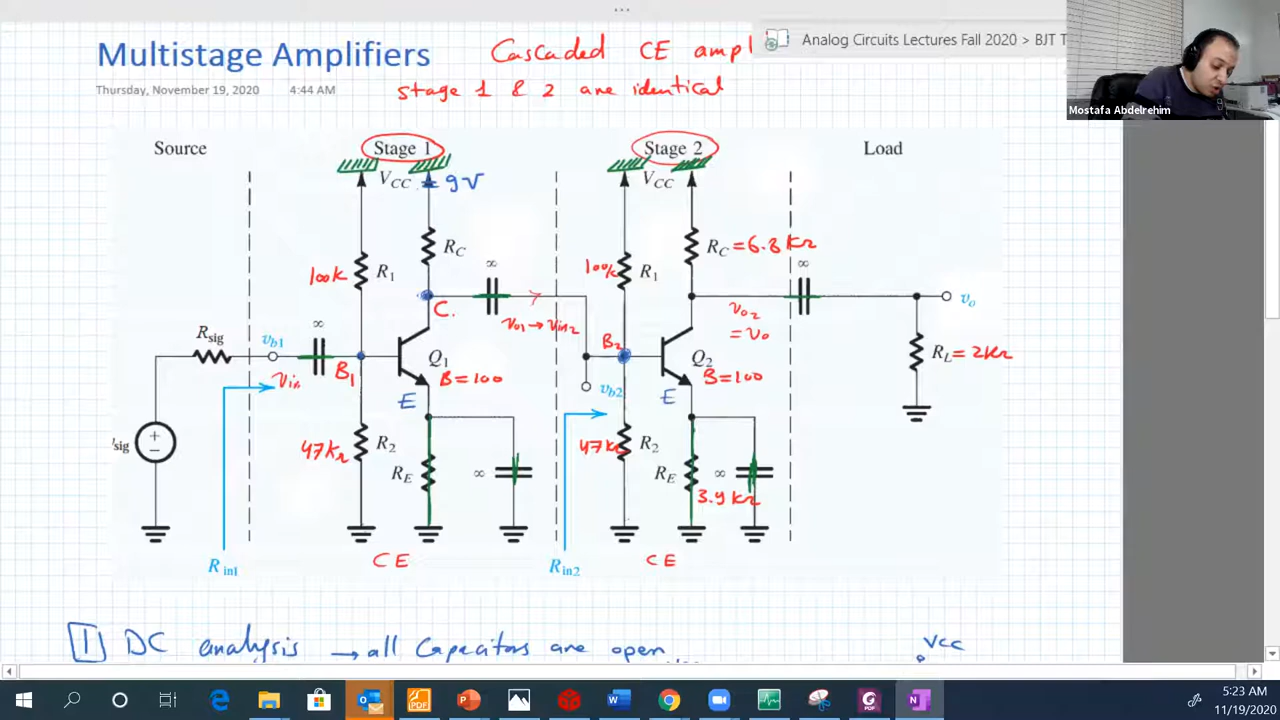 Multistage Amplifiers
Cascaded CE ampl
Analog Circuits Lectures Fall 2020 > BJT T
Thursday, November 19, 2020 4:44 AM
stage 1 & 2 are identical
Mostafa Abdelrehim
Source
Stage 1
Stage 2
Load
VCC = 9V
VCC
RC
RC = 6.8 kΩ
100k R1
100k R1
∞
∞
C.
vo1 → vin2
vo2
= vo
vo
Rsig
∞
vb1
vin
B1
Q1
β=100
B2
Q2
β=100
RL = 2kΩ
E
vb2
E
sig
+
−
47kΩ R2
47kΩ R2
RE ∞
RE ∞
3.9 kΩ
Rin1
CE
Rin2
CE
1 DC analysis → all Capacitors are open
VCC
5:23 AM
11/19/2020